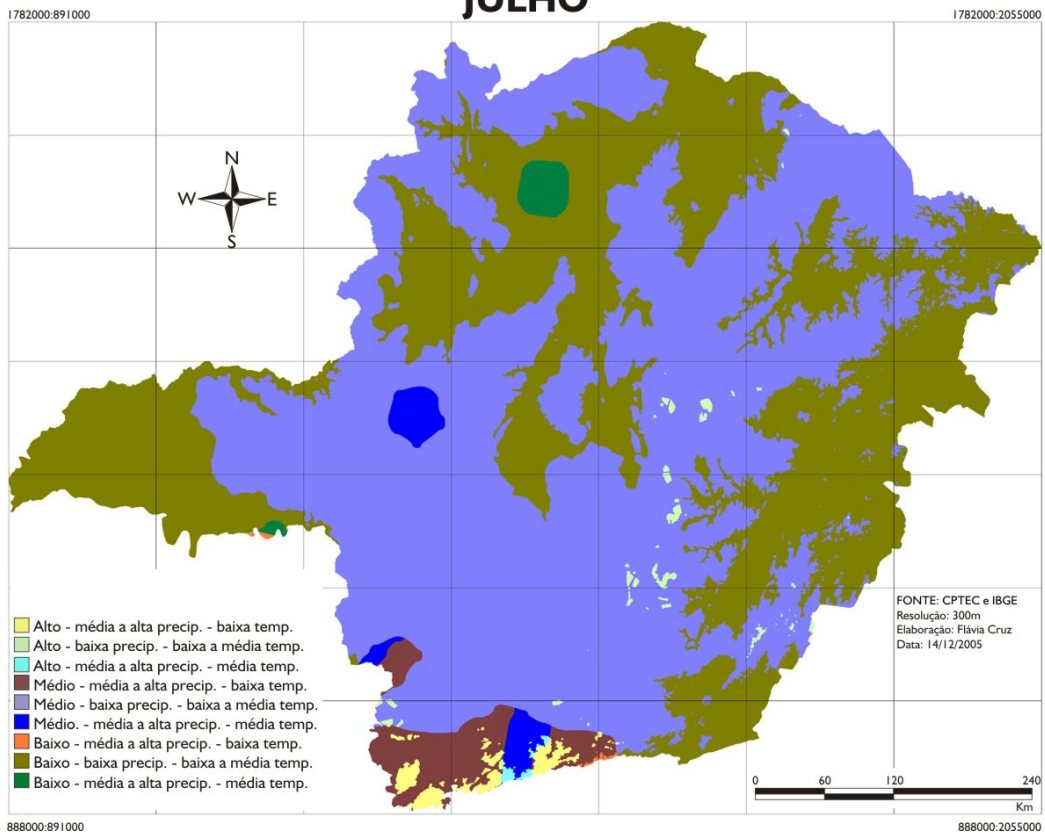 JULHO
1782000:891000
1782000:2055000
N
W E
S
Alto - média a alta precip. - baixa temp.
Alto - baixa precip. - baixa a média temp.
Alto - média a alta precip. - média temp.
Médio - média a alta precip. - baixa temp.
Médio - baixa precip. - baixa a média temp.
Médio. - média a alta precip. - média temp.
Baixo - média a alta precip. - baixa temp.
Baixo - baixa precip. - baixa a média temp.
Baixo - média a alta precip. - média temp.
FONTE: CPTEC e IBGE
Resolução: 300m
Elaboração: Flávia Cruz
Data: 14/12/2005
0 60 120 240
Km
888000:891000
888000:2055000